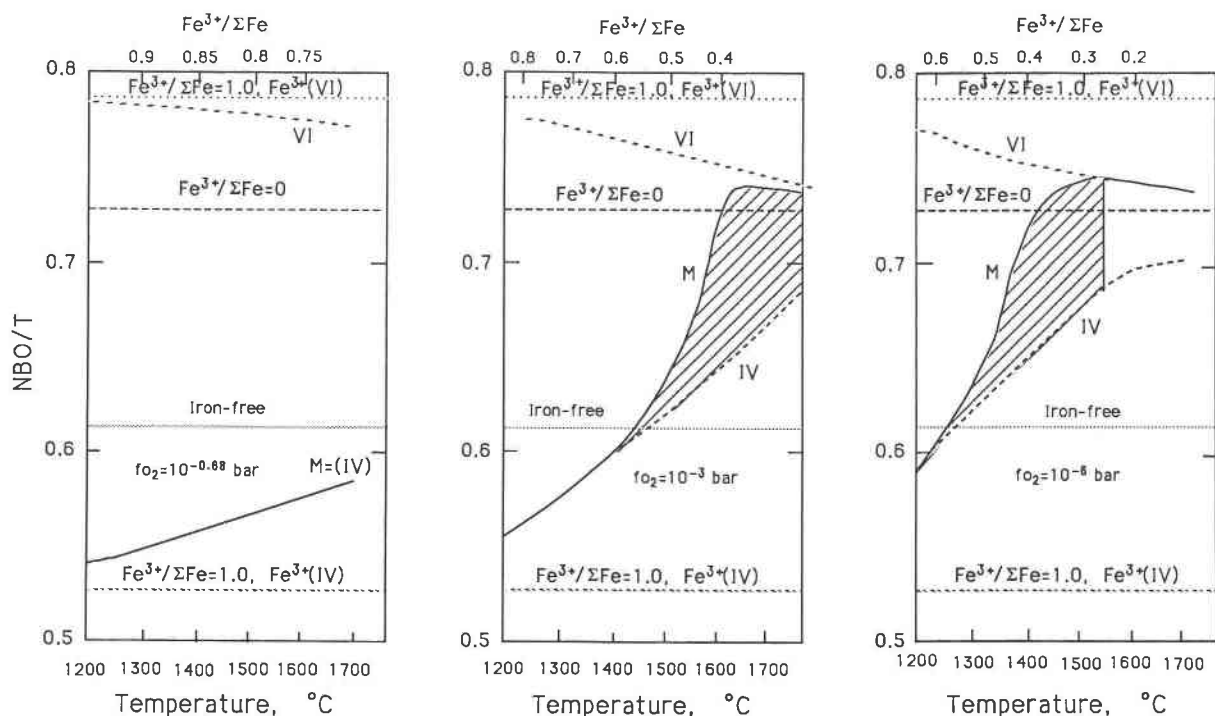 Fe³⁺/ΣFe
0.9 0.85 0.8 0.75
0.8
Fe³⁺/ΣFe=1.0, Fe³⁺(VI)
VI
Fe³⁺/ΣFe=0
0.7
NBO/T
Iron-free
0.6
fo₂=10⁻⁰·⁶⁸ bar
M=(IV)
Fe³⁺/ΣFe=1.0, Fe³⁺(IV)
0.5
1200 1300 1400 1500 1600 1700
Temperature, °C
Fe³⁺/ΣFe
0.8 0.7 0.6 0.5 0.4
0.8
Fe³⁺/ΣFe=1.0, Fe³⁺(VI)
VI
Fe³⁺/ΣFe=0
0.7
M
IV
Iron-free
0.6
fo₂=10⁻³ bar
Fe³⁺/ΣFe=1.0, Fe³⁺(IV)
0.5
1200 1300 1400 1500 1600 1700
Temperature, °C
Fe³⁺/ΣFe
0.6 0.5 0.4 0.3 0.2
0.8
Fe³⁺/ΣFe=1.0, Fe³⁺(VI)
VI
Fe³⁺/ΣFe=0
0.7
M
IV
Iron-free
0.6
fo₂=10⁻⁶ bar
Fe³⁺/ΣFe=1.0, Fe³⁺(IV)
0.5
1200 1300 1400 1500 1600 1700
Temperature, °C